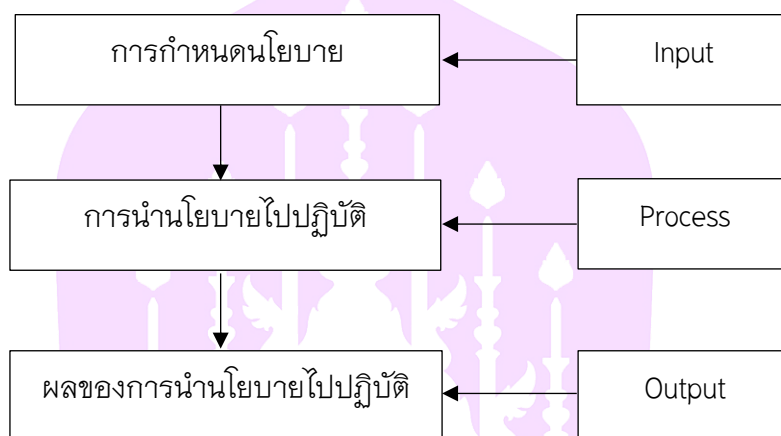 การกำหนดนโยบาย
Input
การนำนโยบายไปปฏิบัติ
Process
ผลของการนำนโยบายไปปฏิบัติ
Output